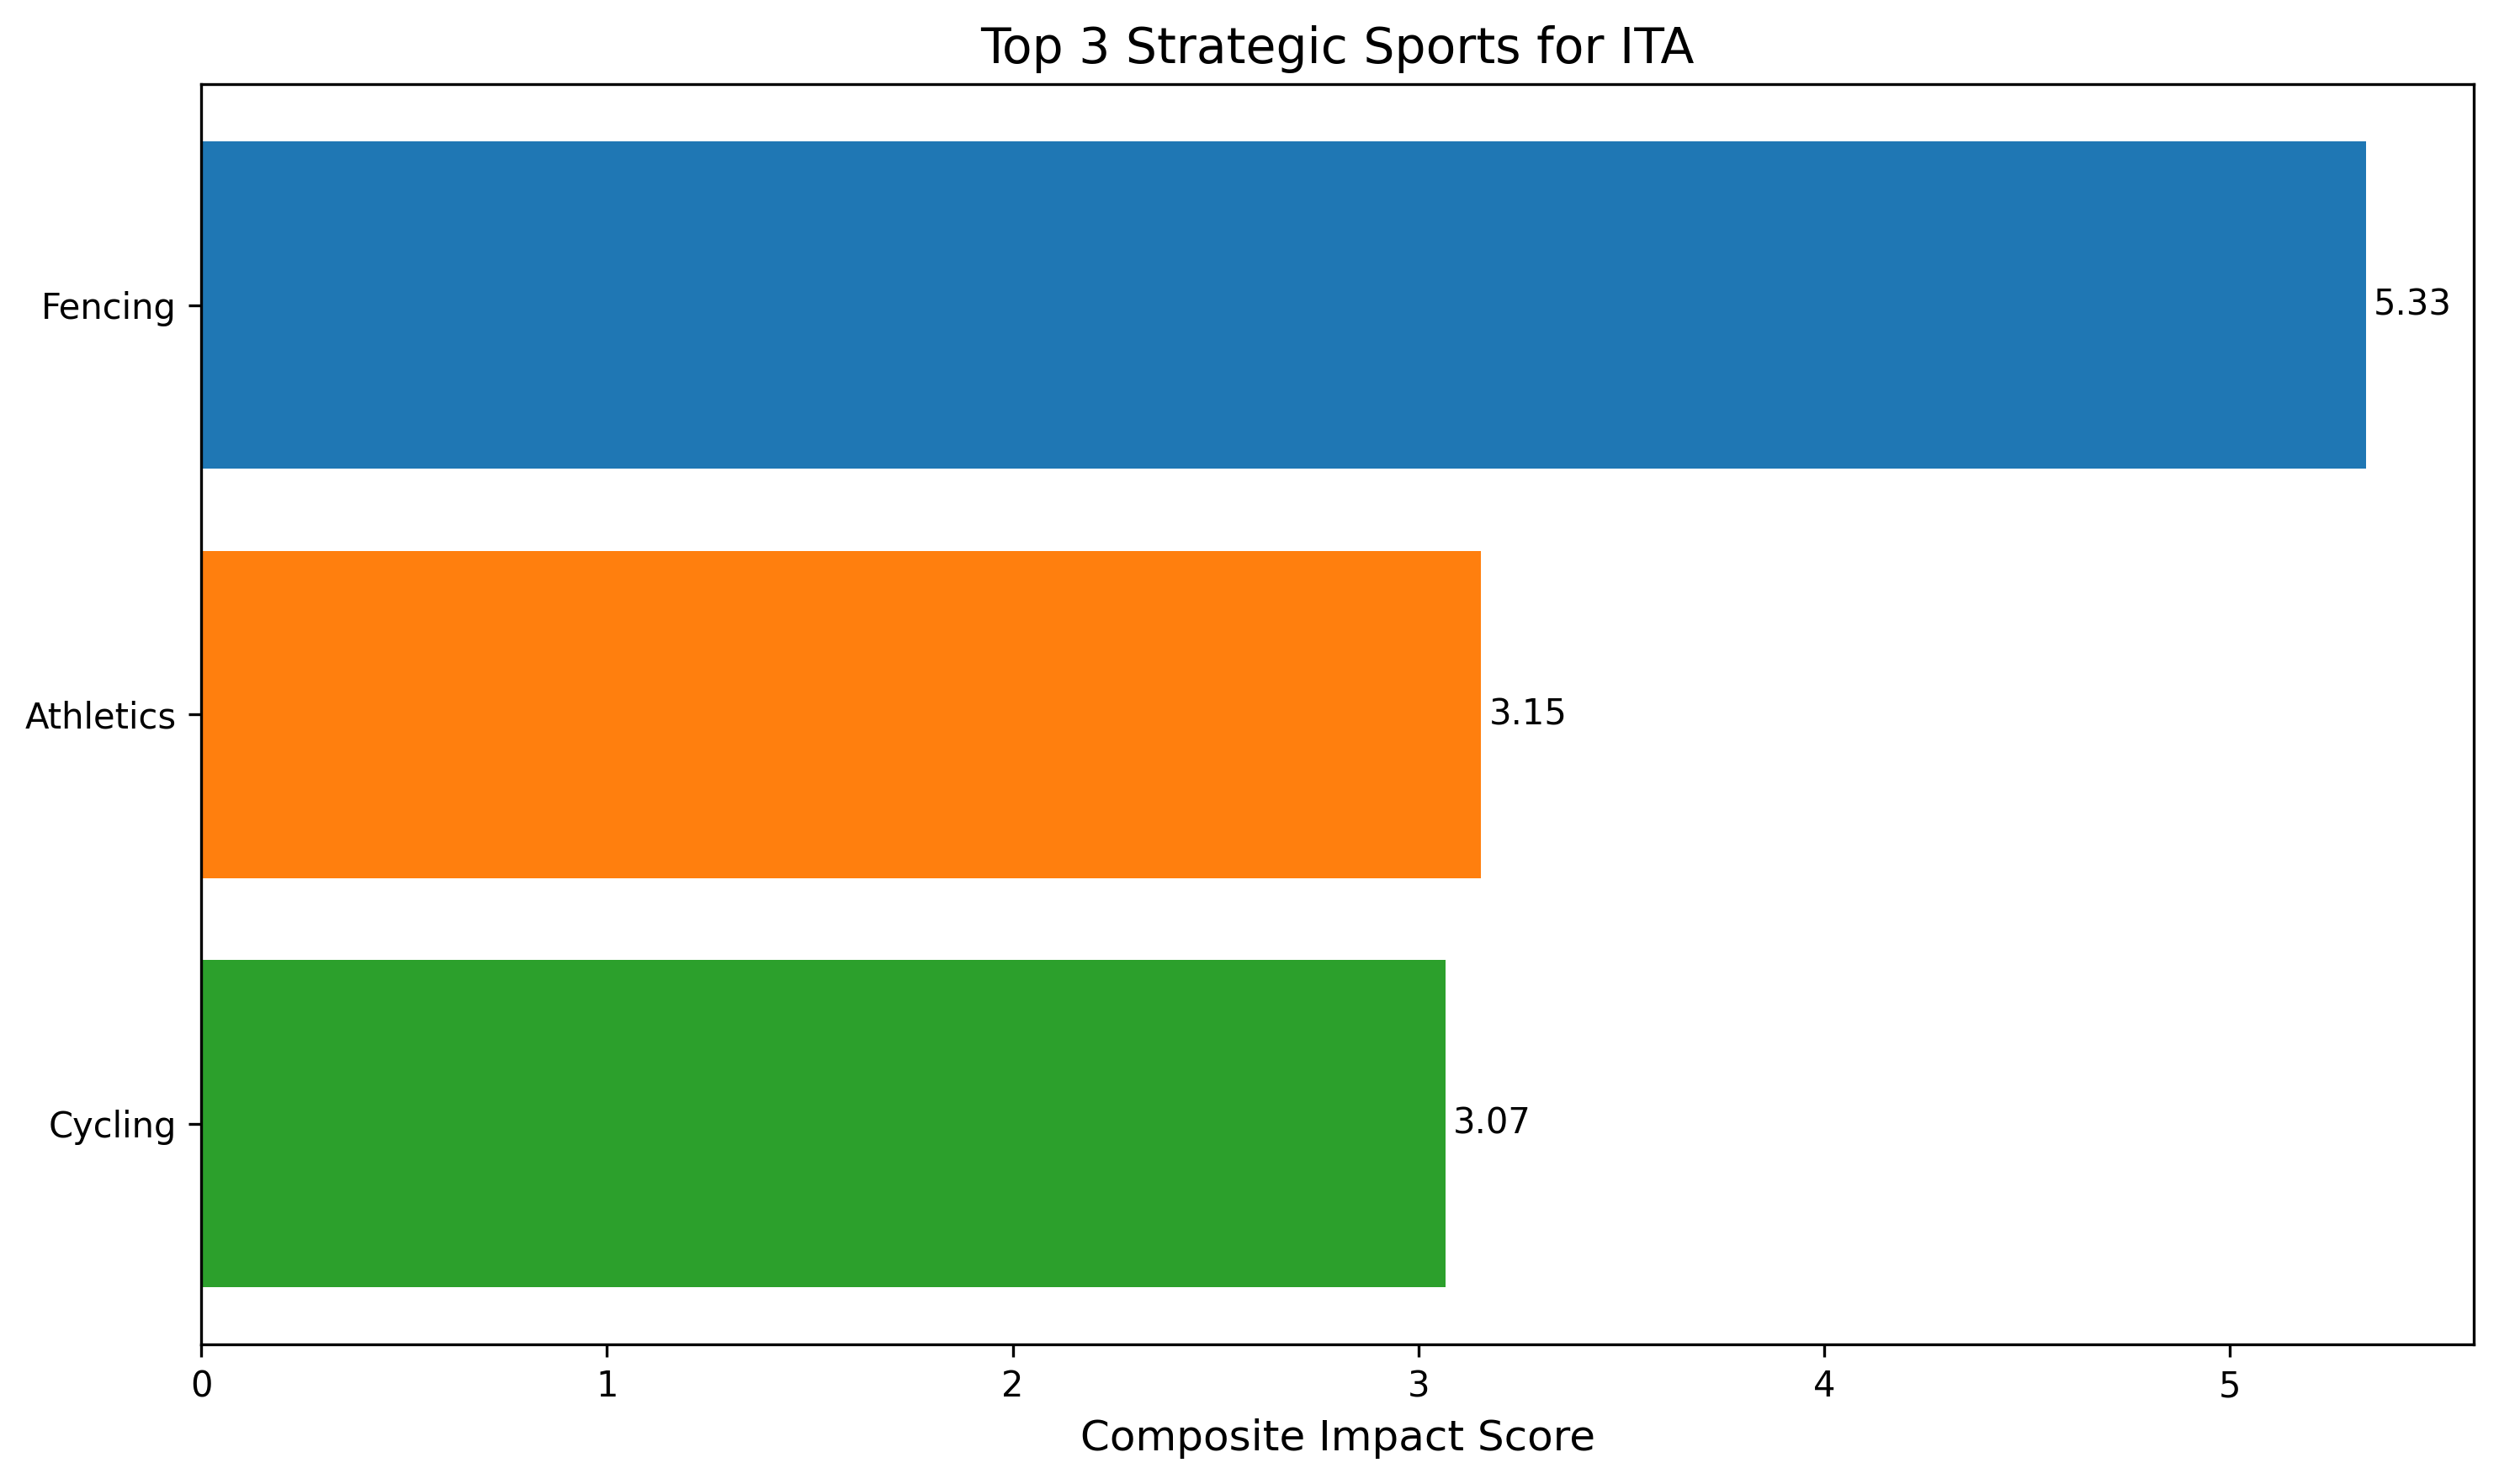 Top 3 Strategic Sports for ITA
Fencing
5.33
Athletics
3.15
Cycling
3.07
0 1 2 3 4 5
Composite Impact Score